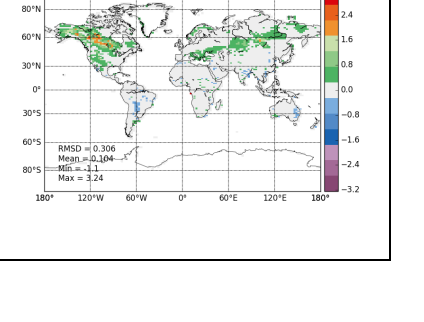 80°N
60°N
30°N
0°
30°S
60°S
80°S
RMSD = 0.306
Mean = 0.104
Min = -1.1
Max = 3.24
180° 120°W 60°W 0° 60°E 120°E 180°
2.4
1.6
0.8
0.0
−0.8
−1.6
−2.4
−3.2